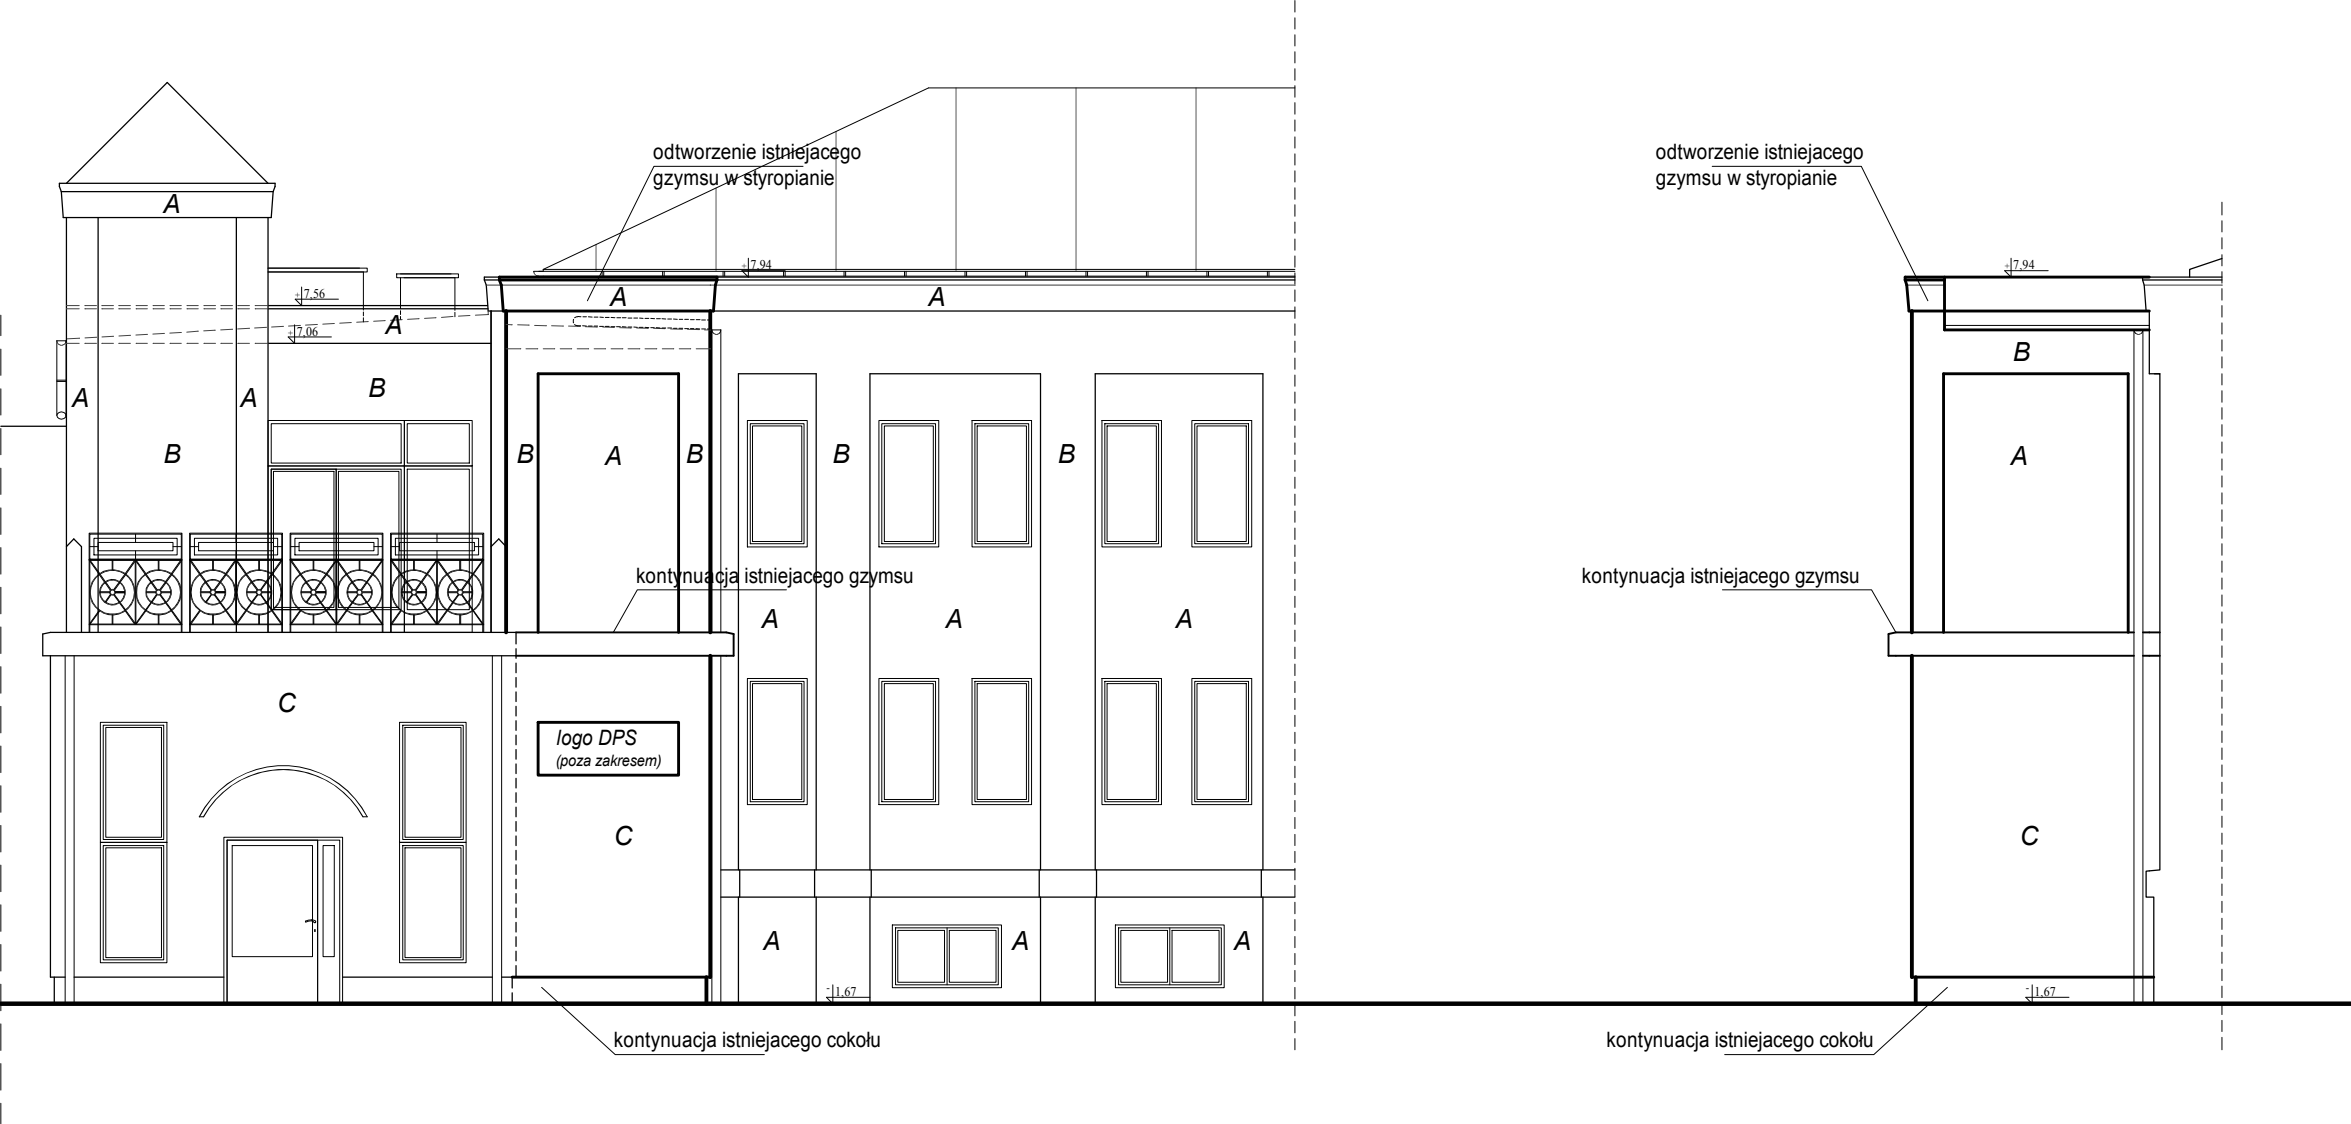 odtworzenie istniejacego
gzymsu w styropianie
odtworzenie istniejacego
gzymsu w styropianie
A
+7,94
+7,94
+7,56
A
A
+7,06
A
B
B
A
A
B
B
B
A
B
B
B
A
A
kontynuacja istniejacego gzymsu
kontynuacja istniejacego gzymsu
A
A
A
C
logo DPS
(poza zakresem)
C
C
A
A
A
-1,67
-1,67
kontynuacja istniejacego cokołu
kontynuacja istniejacego cokołu